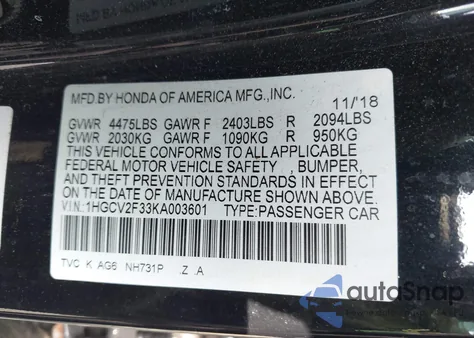 MFD.BY HONDA OF AMERICA MFG.,INC. 11/'18
GVWR 4475LBS GAWR F 2403LBS R 2094LBS
GVWR 2030KG GAWR F 1090KG R 950KG
THIS VEHICLE CONFORMS TO ALL APPLICABLE
FEDERAL MOTOR VEHICLE SAFETY , BUMPER,
AND THEFT PREVENTION STANDARDS IN EFFECT
ON THE DATE OF MANUFACTURE SHOWN ABOVE.
V.I.N.:1HGCV2F33KA003601 TYPE:PASSENGER CAR
TVC K AG6 NH731P .Z .A
autoSnap